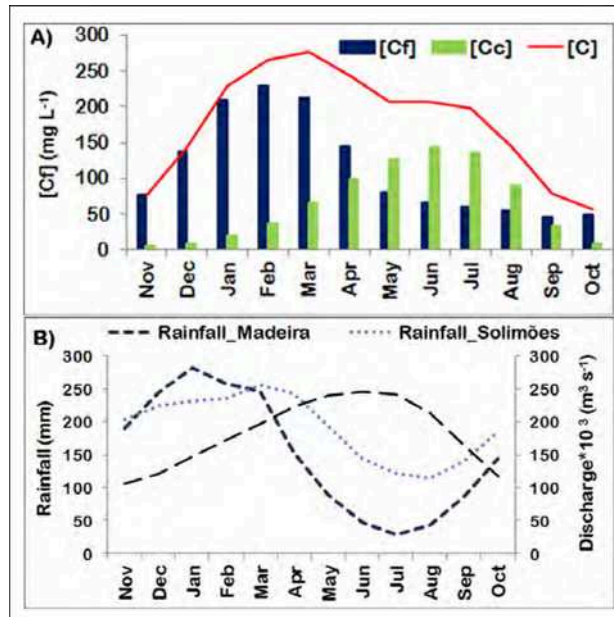 A)
[Cf] [Cc] [C]
[Cf] (mg L-1)
300
250
200
150
100
50
0
Nov Dec Jan Feb Mar Apr May Jun Jul Aug Sep Oct
B)
Rainfall_Madeira Rainfall_Solimões
Rainfall (mm)
300
250
200
150
100
50
0
300
250
200
150
100
50
0
Discharge*10³ (m³ s-¹)
Nov Dec Jan Feb Mar Apr May Jun Jul Aug Sep Oct